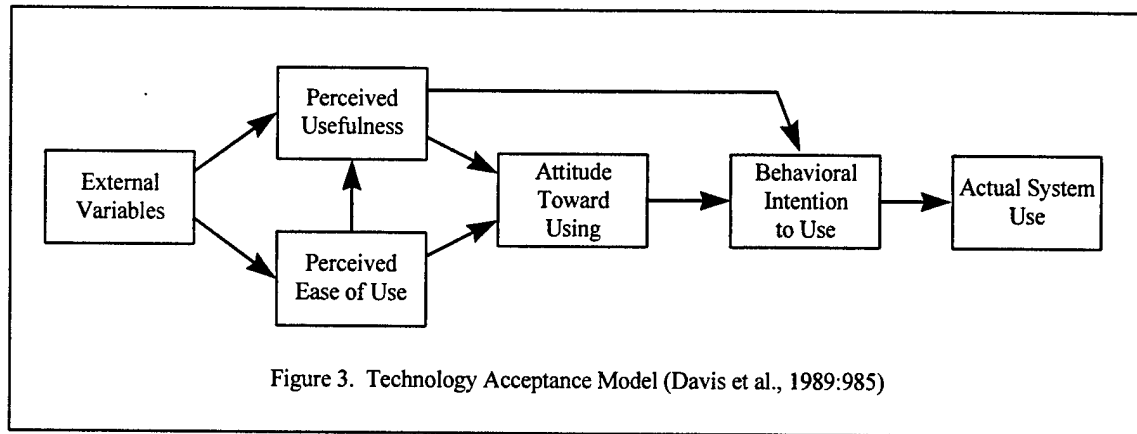 External
Variables
Perceived
Usefulness
Perceived
Ease of Use
Attitude
Toward
Using
Behavioral
Intention
to Use
Actual System
Use
Figure 3. Technology Acceptance Model (Davis et al., 1989:985)